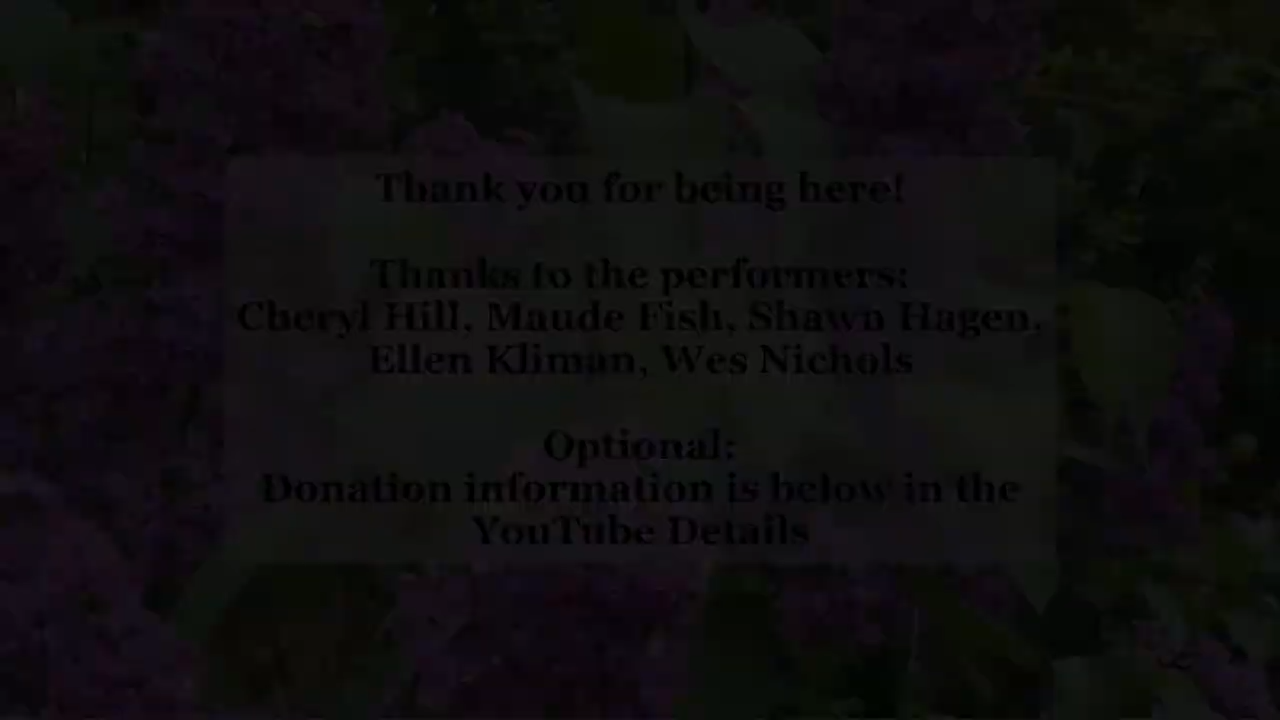 Thank you for being here!
Thanks to the performers:
Cheryl Hill, Maude Fish, Shawn Hagen,
Ellen Kliman, Wes Nichols
Optional:
Donation information is below in the
YouTube Details